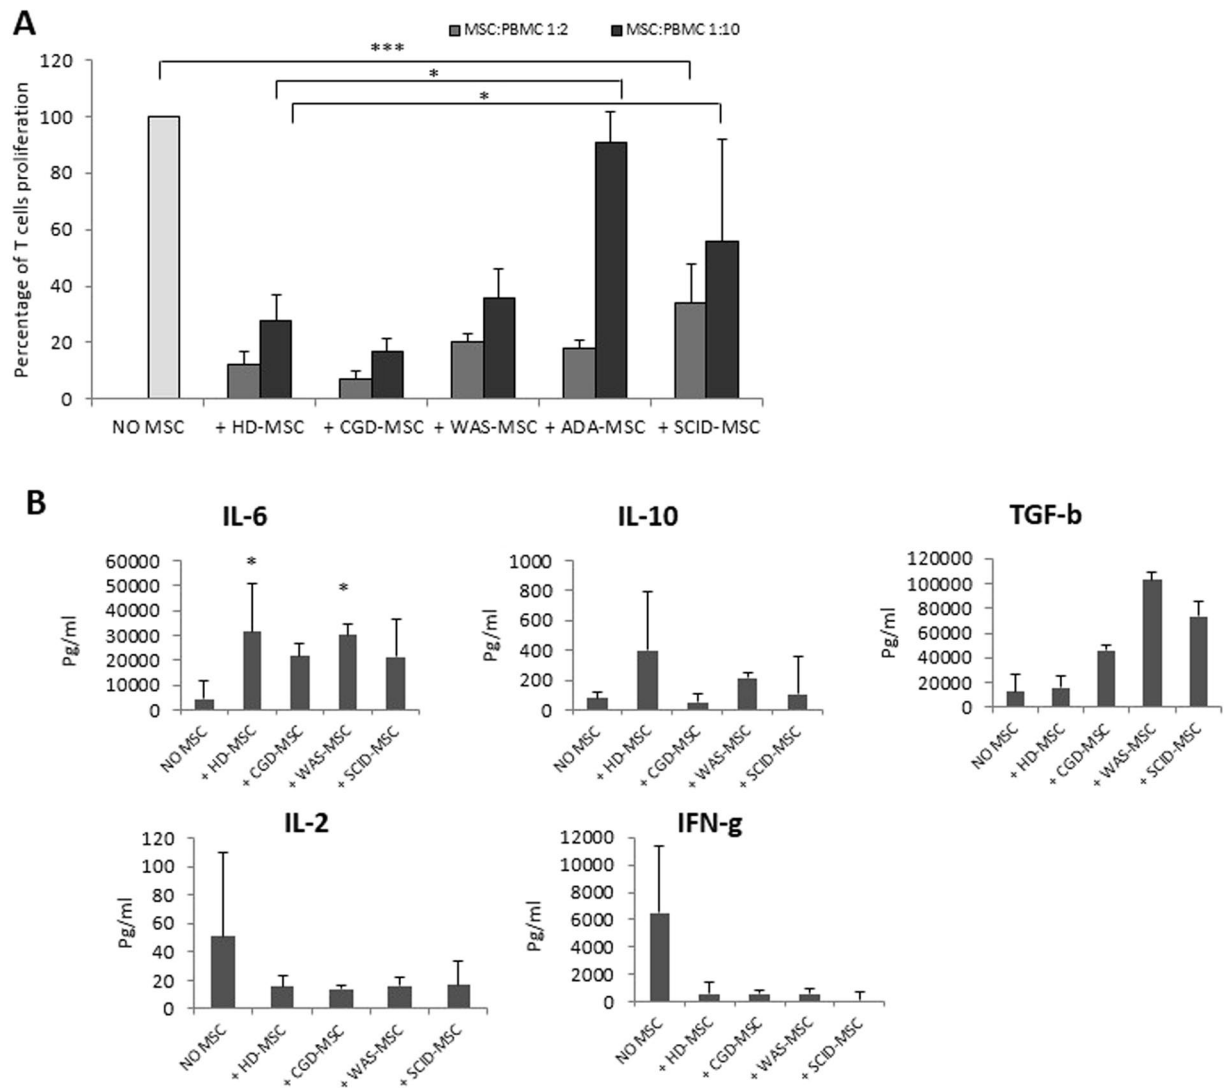 A
MSC:PBMC 1:2 MSC:PBMC 1:10
***
*
*
Percentage of T cells proliferation
120
100
80
60
40
20
0
NO MSC + HD-MSC + CGD-MSC + WAS-MSC + ADA-MSC + SCID-MSC
B
IL-6
Pg/ml
60000
50000
40000
30000
20000
10000
0
* *
NO MSC + HD-MSC + CGD-MSC + WAS-MSC + SCID-MSC
IL-10
Pg/ml
1000
800
600
400
200
0
NO MSC + HD-MSC + CGD-MSC + WAS-MSC + SCID-MSC
TGF-b
Pg/ml
120000
100000
80000
60000
40000
20000
0
NO MSC + HD-MSC + CGD-MSC + WAS-MSC + SCID-MSC
IL-2
Pg/ml
120
100
80
60
40
20
0
NO MSC + HD-MSC + CGD-MSC + WAS-MSC + SCID-MSC
IFN-g
Pg/ml
12000
10000
8000
6000
4000
2000
0
NO MSC + HD-MSC + CGD-MSC + WAS-MSC + SCID-MSC